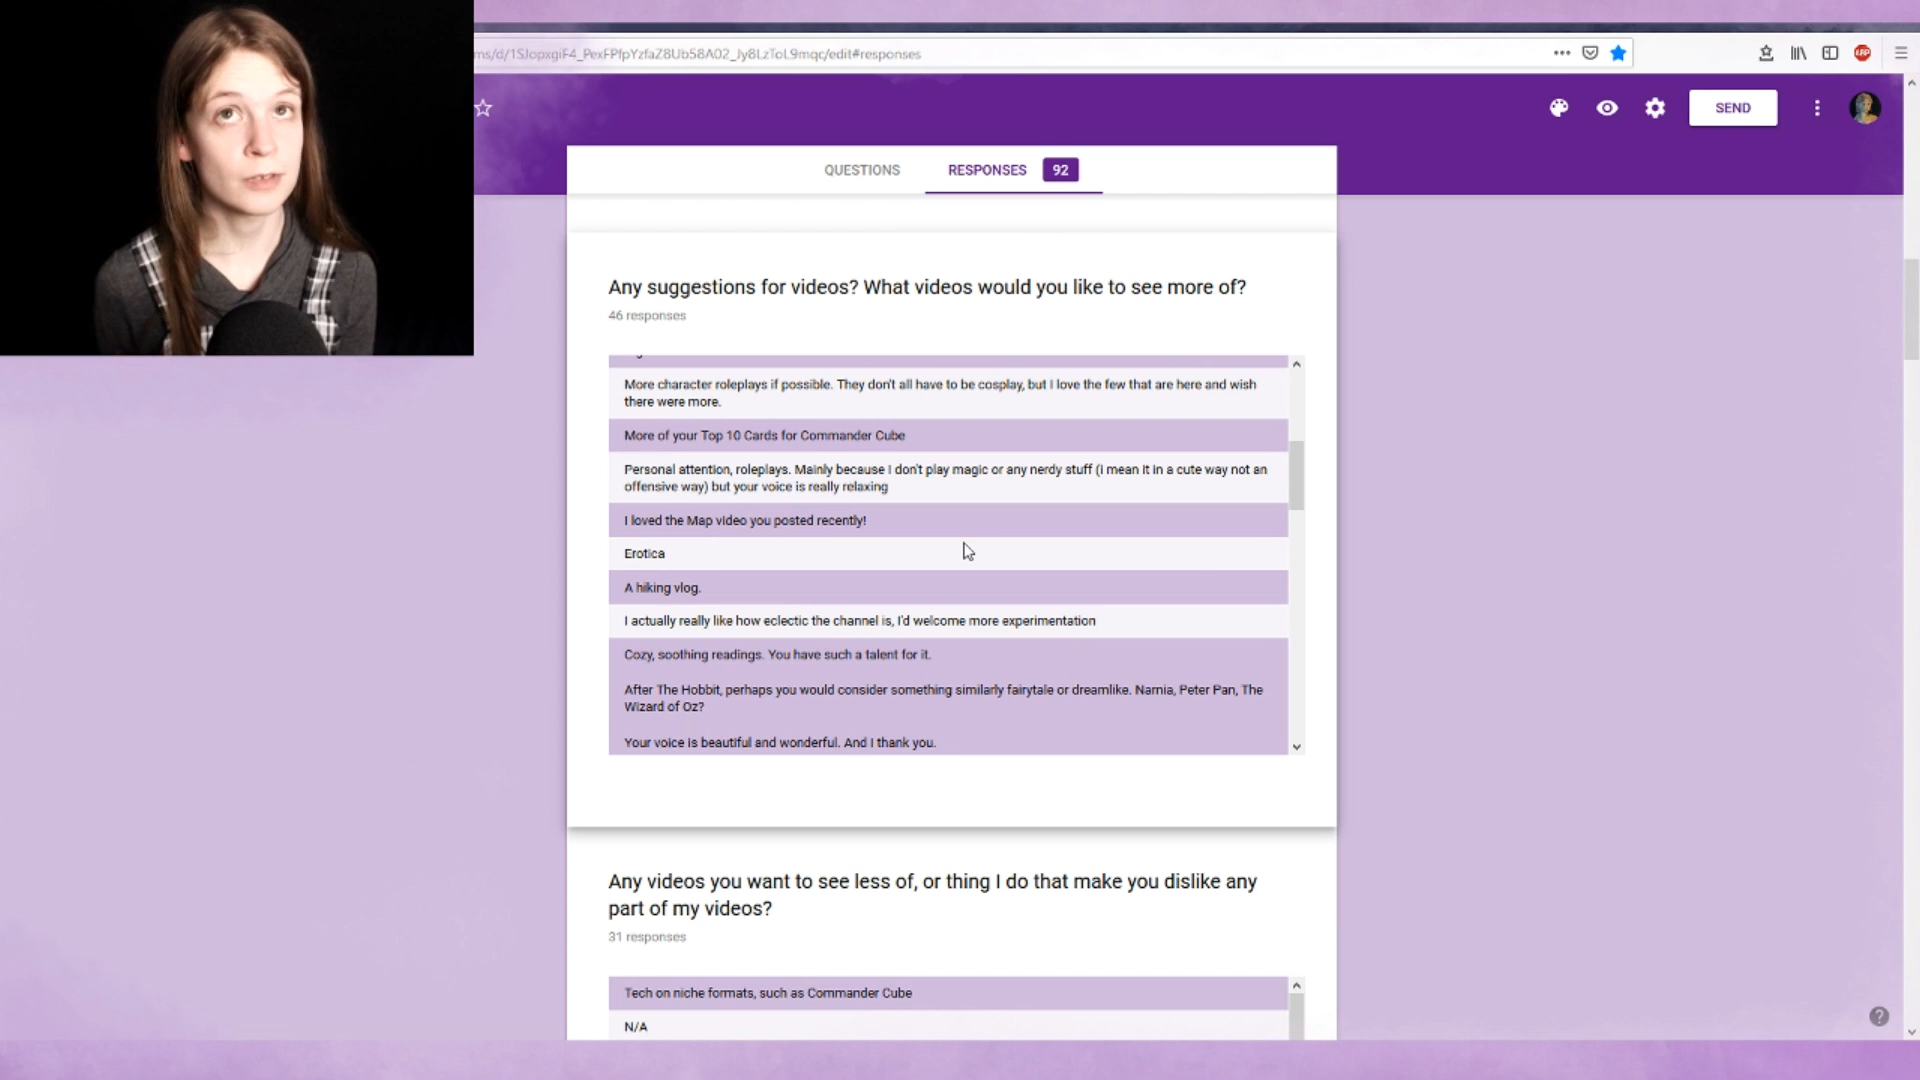 ms/d/1SJopxgiF4_PexFPfpYzfaZ8Ub58A02_Jy8LzToL9mqc/edit#responses
SEND
QUESTIONS
RESPONSES 92
Any suggestions for videos? What videos would you like to see more of?
46 responses
More character roleplays if possible. They don't all have to be cosplay, but I love the few that are here and wish
there were more.
More of your Top 10 Cards for Commander Cube
Personal attention, roleplays. Mainly because I don't play magic or any nerdy stuff (i mean it in a cute way not an
offensive way) but your voice is really relaxing
I loved the Map video you posted recently!
Erotica
A hiking vlog.
I actually really like how eclectic the channel is, I'd welcome more experimentation
Cozy, soothing readings. You have such a talent for it.
After The Hobbit, perhaps you would consider something similarly fairytale or dreamlike. Narnia, Peter Pan, The
Wizard of Oz?
Your voice is beautiful and wonderful. And I thank you.
Any videos you want to see less of, or thing I do that make you dislike any
part of my videos?
31 responses
Tech on niche formats, such as Commander Cube
N/A